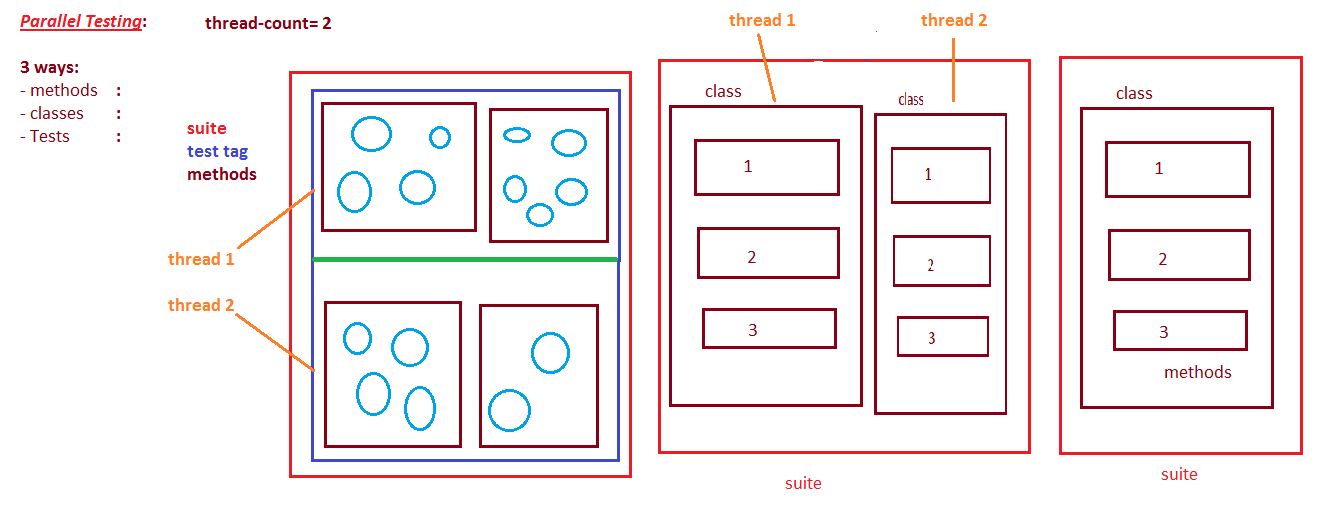 Parallel Testing:
thread-count= 2
3 ways:
- methods :
- classes :
- Tests :
suite
test tag
methods
thread 1
thread 2
thread 1
thread 2
class
1
2
3
class
1
2
3
suite
class
1
2
3
methods
suite